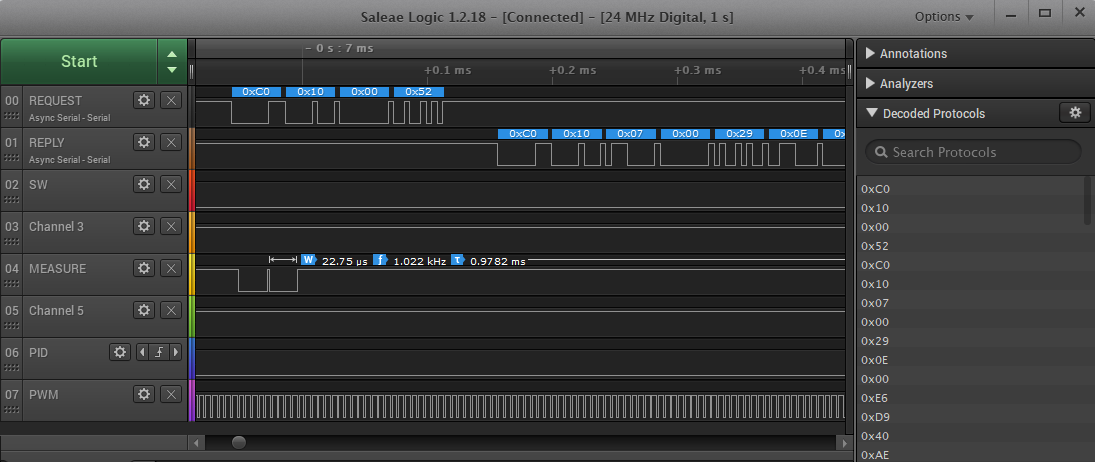 Saleae Logic 1.2.18 - [Connected] - [24 MHz Digital, 1 s]
Options
Start
- 0 s : 7 ms
+0.1 ms +0.2 ms +0.3 ms +0.4 ms
Annotations
Analyzers
Decoded Protocols
Search Protocols
00 REQUEST
Async Serial - Serial
0xC0 0x10 0x00 0x52
01 REPLY
Async Serial - Serial
0xC0 0x10 0x07 0x00 0x29 0x0E 0x
02 SW
03 Channel 3
04 MEASURE
W 22.75 µs f 1.022 kHz τ 0.9782 ms
05 Channel 5
06 PID
07 PWM
0xC0
0x10
0x00
0x52
0xC0
0x10
0x07
0x00
0x29
0x0E
0x00
0xE6
0xD9
0x40
0xAE